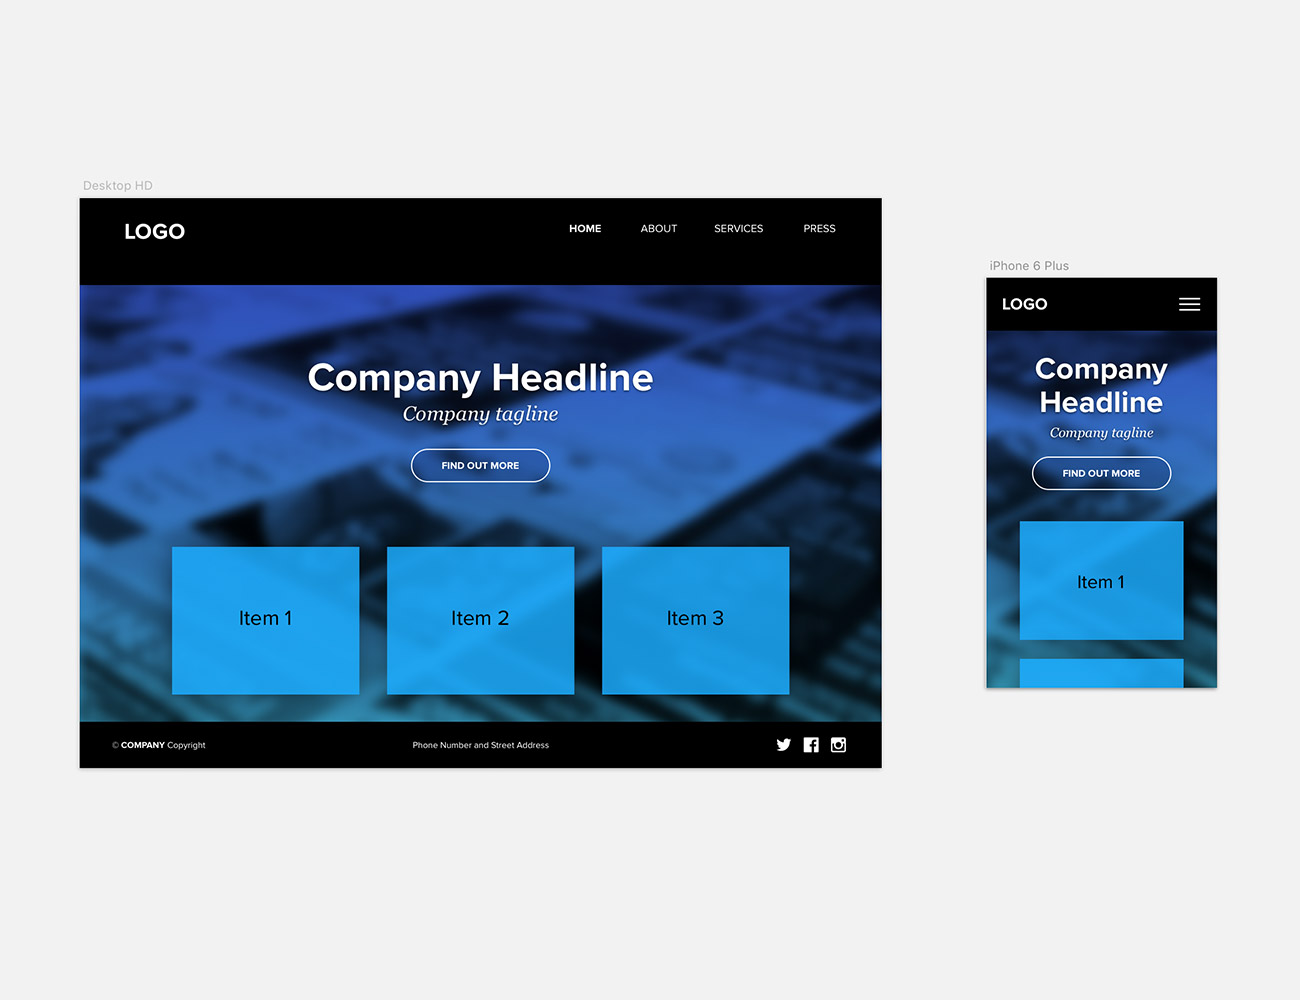 Desktop HD
LOGO
HOME ABOUT SERVICES PRESS
Company Headline
Company tagline
FIND OUT MORE
Item 1
Item 2
Item 3
© COMPANY Copyright
Phone Number and Street Address
iPhone 6 Plus
LOGO
Company
Headline
Company tagline
FIND OUT MORE
Item 1